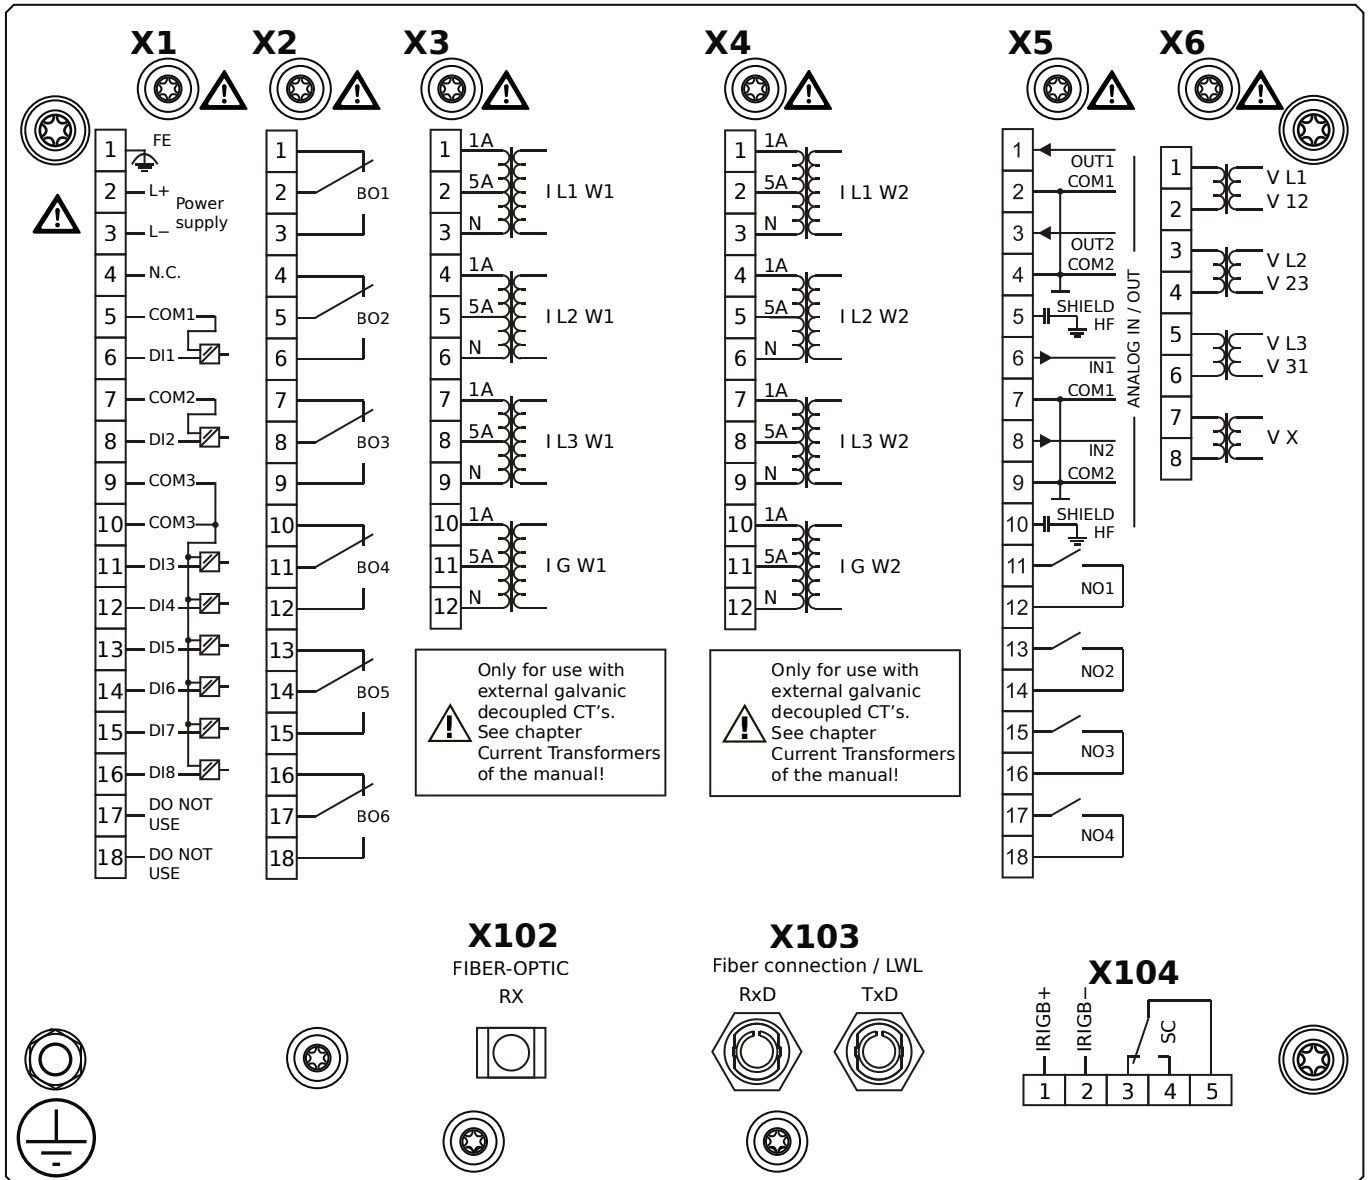 X1
X2
X3
X4
X5
X6
1 FE
2 L+
Power
supply
3 L−
4 N.C.
5 COM1
6 DI1
7 COM2
8 DI2
9 COM3
10 COM3
11 DI3
12 DI4
13 DI5
14 DI6
15 DI7
16 DI8
17 DO NOT
USE
18 DO NOT
USE
1
2 BO1
3
4
5 BO2
6
7
8 BO3
9
10
11 BO4
12
13
14 BO5
15
16
17 BO6
18
1 1A
2 5A I L1 W1
3 N
4 1A
5 5A I L2 W1
6 N
7 1A
8 5A I L3 W1
9 N
10 1A
11 5A I G W1
12 N
Only for use with
external galvanic
decoupled CT's.
See chapter
Current Transformers
of the manual!
1 1A
2 5A I L1 W2
3 N
4 1A
5 5A I L2 W2
6 N
7 1A
8 5A I L3 W2
9 N
10 1A
11 5A I G W2
12 N
Only for use with
external galvanic
decoupled CT's.
See chapter
Current Transformers
of the manual!
1 OUT1
2 COM1
3 OUT2
4 COM2
5 SHIELD
HF
6 IN1
7 COM1
8 IN2
9 COM2
10 SHIELD
HF
ANALOG IN / OUT
11
NO1
12
13
NO2
14
15
NO3
16
17
NO4
18
1 V L1
2 V 12
3 V L2
4 V 23
5 V L3
6 V 31
7
V X
8
X102
FIBER-OPTIC
RX
X103
Fiber connection / LWL
RxD TxD
X104
IRIGB+
IRIGB−
SC
1 2 3 4 5